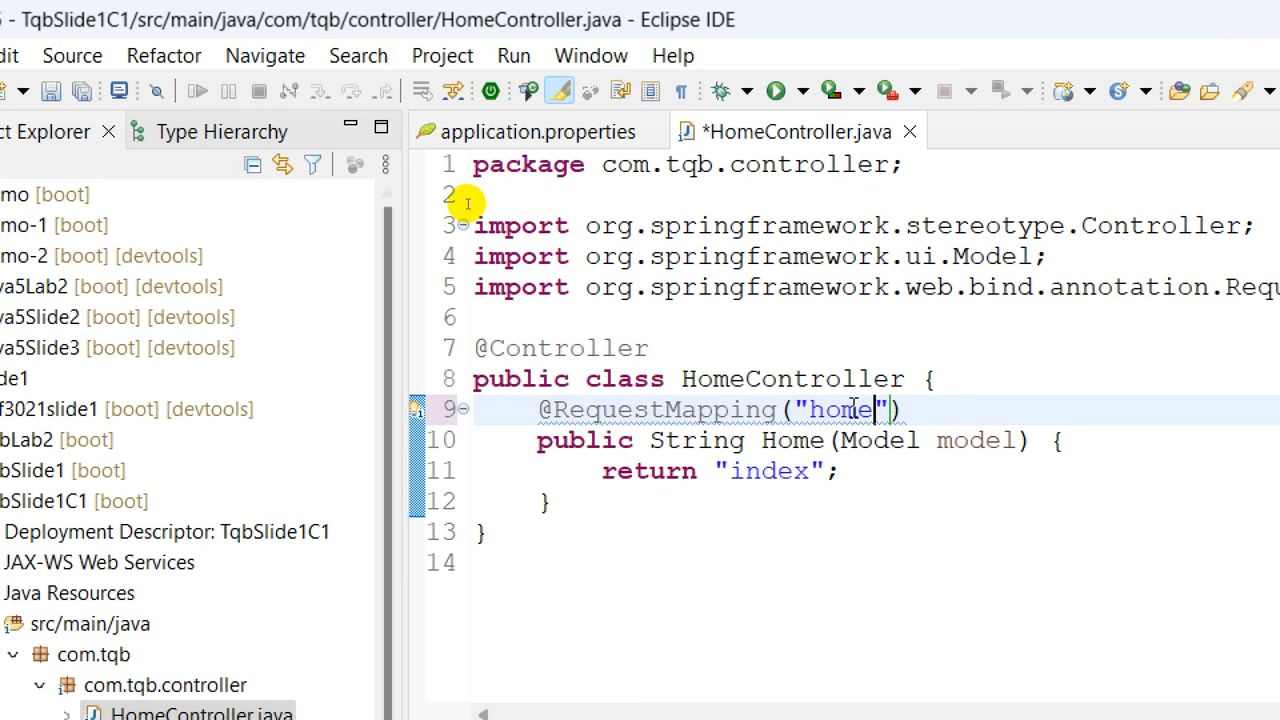 - TqbSlide1C1/src/main/java/com/tqb/controller/HomeController.java - Eclipse IDE
dit Source Refactor Navigate Search Project Run Window Help
ct Explorer Type Hierarchy
application.properties *HomeController.java
mo [boot]
mo-1 [boot]
mo-2 [boot] [devtools]
va5Lab2 [boot] [devtools]
va5Slide2 [boot] [devtools]
va5Slide3 [boot] [devtools]
de1
f3021slide1 [boot] [devtools]
bLab2 [boot]
bSlide1 [boot]
bSlide1C1 [boot]
Deployment Descriptor: TqbSlide1C1
JAX-WS Web Services
Java Resources
src/main/java
com.tqb
com.tqb.controller
HomeController.java
1 package com.tqb.controller;
2
3 import org.springframework.stereotype.Controller;
4 import org.springframework.ui.Model;
5 import org.springframework.web.bind.annotation.Requ
6
7 @Controller
8 public class HomeController {
9 @RequestMapping("home")
10 public String Home(Model model) {
11 return "index";
12 }
13 }
14